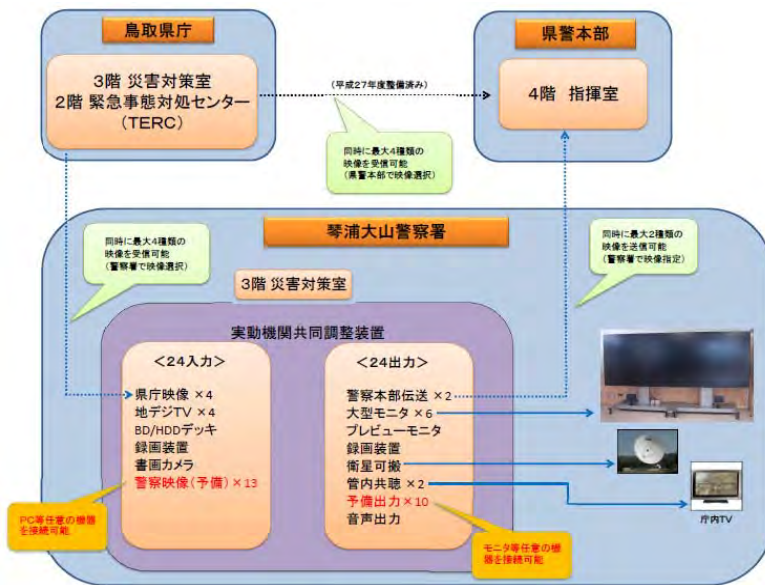 鳥取県庁
3階 災害対策室
2階 緊急事態対処センター
(TERC)
(平成27年度整備済み)
県警本部
4階 指揮室
同時に最大4種類の
映像を受信可能
(県警本部で映像選択)
同時に最大4種類の
映像を受信可能
(警察署で映像選択)
琴浦大山警察署
同時に最大2種類の
映像を送信可能
(警察署で映像指定)
3階 災害対策室
実動機関共同調整装置
<24入力>
県庁映像 ×4
地デジTV ×4
BD/HDDデッキ
録画装置
書画カメラ
警察映像(予備)×13
PC等任意の機器
を接続可能
<24出力>
警察本部伝送 ×2
大型モニタ ×6
プレビューモニタ
録画装置
衛星可搬
管内共聴 ×2
予備出力 ×10
音声出力
モニタ等任意の機
器を接続可能
庁内TV